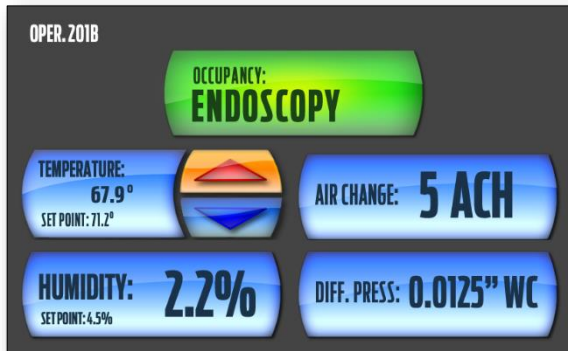 OPER. 201B
OCCUPANCY:
ENDOSCOPY
TEMPERATURE:
67.9°
SET POINT: 71.2°
AIR CHANGE: 5 ACH
HUMIDITY: 2.2%
SET POINT: 4.5%
DIFF. PRESS: 0.0125” WC